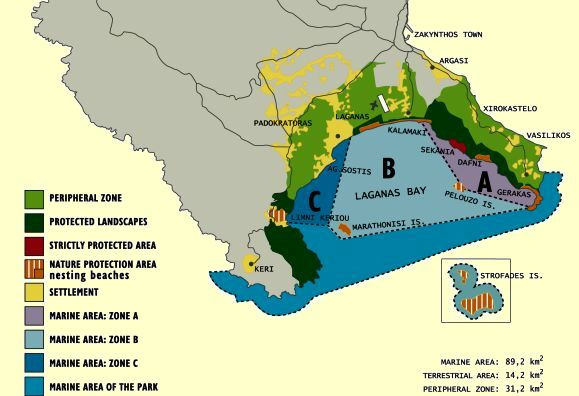 ZAKYNTHOS TOWN
ARGASI
XIROKASTELO
LAGANAS
PADOKRATORAS
KALAMAKI
VASILIKOS
SEKANIA
DAFNI
AG.SOSTIS
B
A
LAGANAS BAY
GERAKAS
PELOUZO IS.
C
LIMNI KERIOU
MARATHONISI IS.
KERI
STROFADES IS.
PERIPHERAL ZONE
PROTECTED LANDSCAPES
STRICTLY PROTECTED AREA
NATURE PROTECTION AREA
nesting beaches
SETTLEMENT
MARINE AREA: ZONE A
MARINE AREA: ZONE B
MARINE AREA: ZONE C
MARINE AREA OF THE PARK
MARINE AREA: 89,2 km²
TERRESTRIAL AREA: 14,2 km²
PERIPHERAL ZONE: 31,2 km²